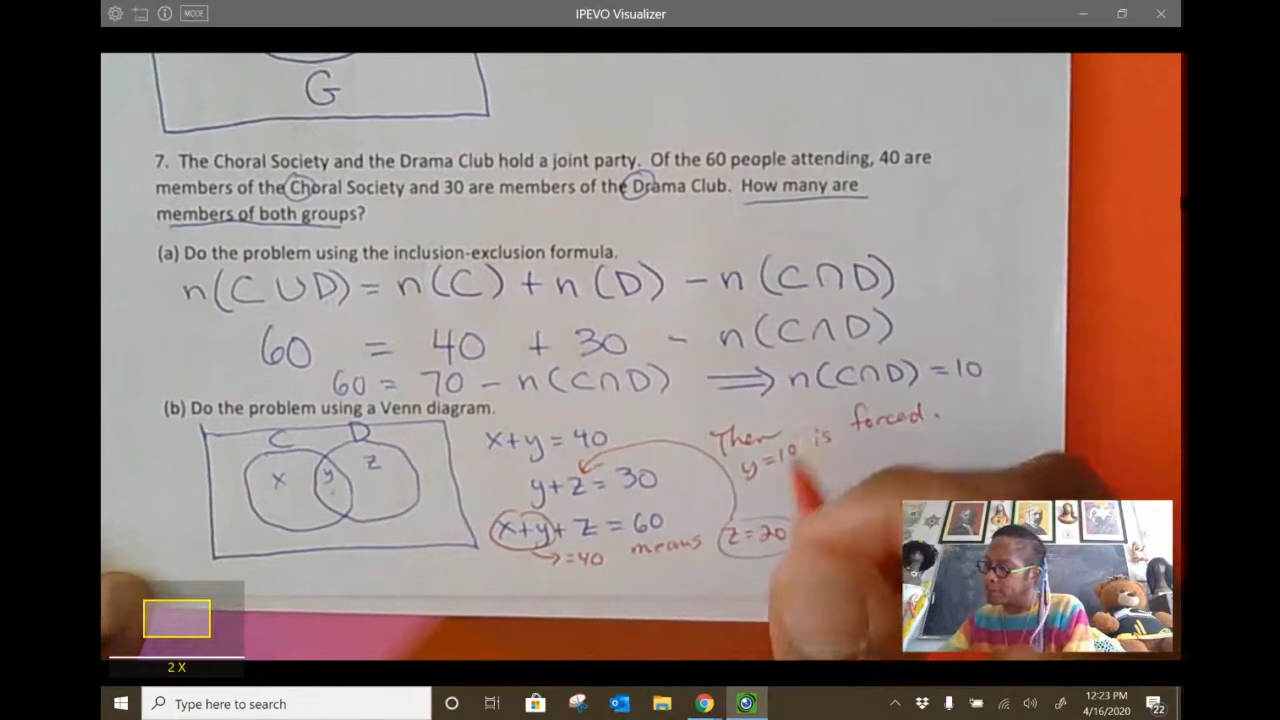 IPEVO Visualizer
MODE
G
7. The Choral Society and the Drama Club hold a joint party. Of the 60 people attending, 40 are
members of the Choral Society and 30 are members of the Drama Club. How many are
members of both groups?
(a) Do the problem using the inclusion-exclusion formula.
n(C∪D) = n(C) + n(D) - n(C∩D)
60 = 40 + 30 - n(C∩D)
60 = 70 - n(C∩D) ⟹ n(C∩D) = 10
(b) Do the problem using a Venn diagram.
C D
x y z
x+y = 40
y+z = 30
x+y+z = 60
→ = 40 means z = 20
Then y = 10 is forced.
2 X
Type here to search
12:23 PM
4/16/2020
22